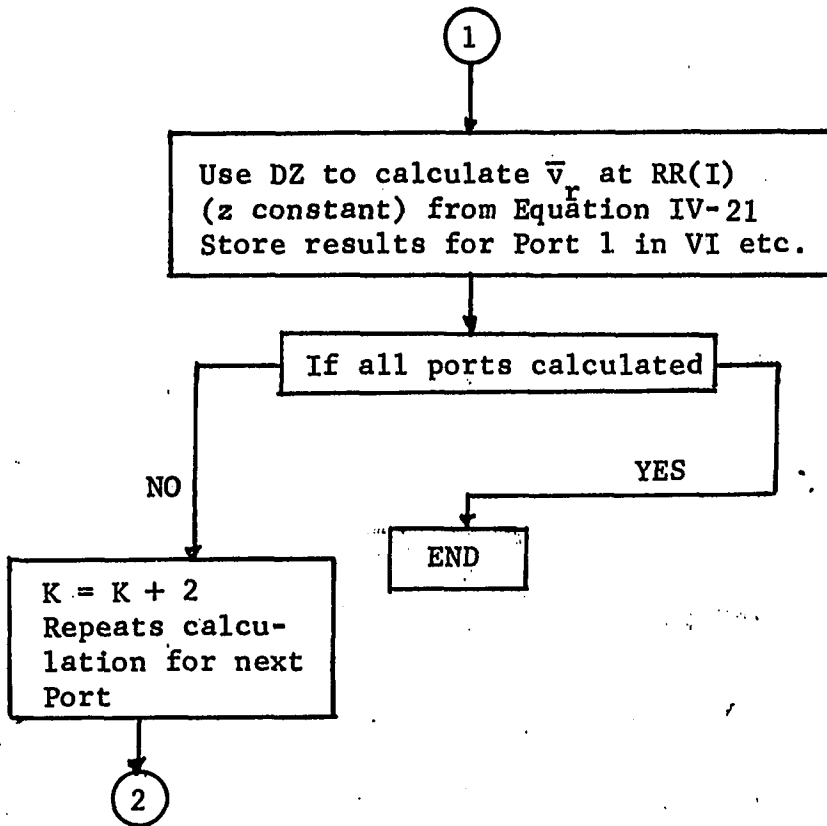 1
Use DZ to calculate v̅r at RR(I)
(z constant) from Equation IV-21
Store results for Port 1 in VI etc.
If all ports calculated
NO
YES
END
K = K + 2
Repeats calcu-
lation for next
Port
2